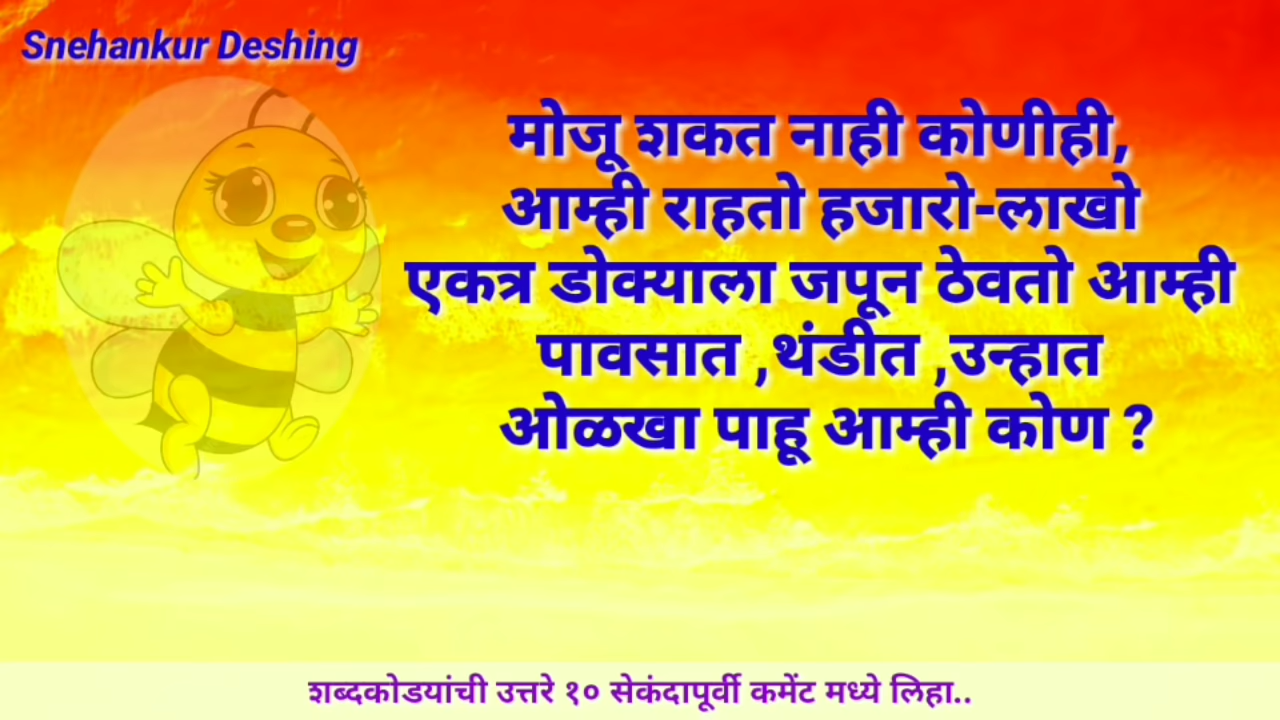 Snehankur Deshing
मोजू शकत नाही कोणीही,
आम्ही राहतो हजारो-लाखो
एकत्र डोक्याला जपून ठेवतो आम्ही
पावसात ,थंडीत ,उन्हात
ओळखा पाहू आम्ही कोण ?
शब्दकोडयांची उत्तरे १० सेकंदापूर्वी कमेंट मध्ये लिहा..